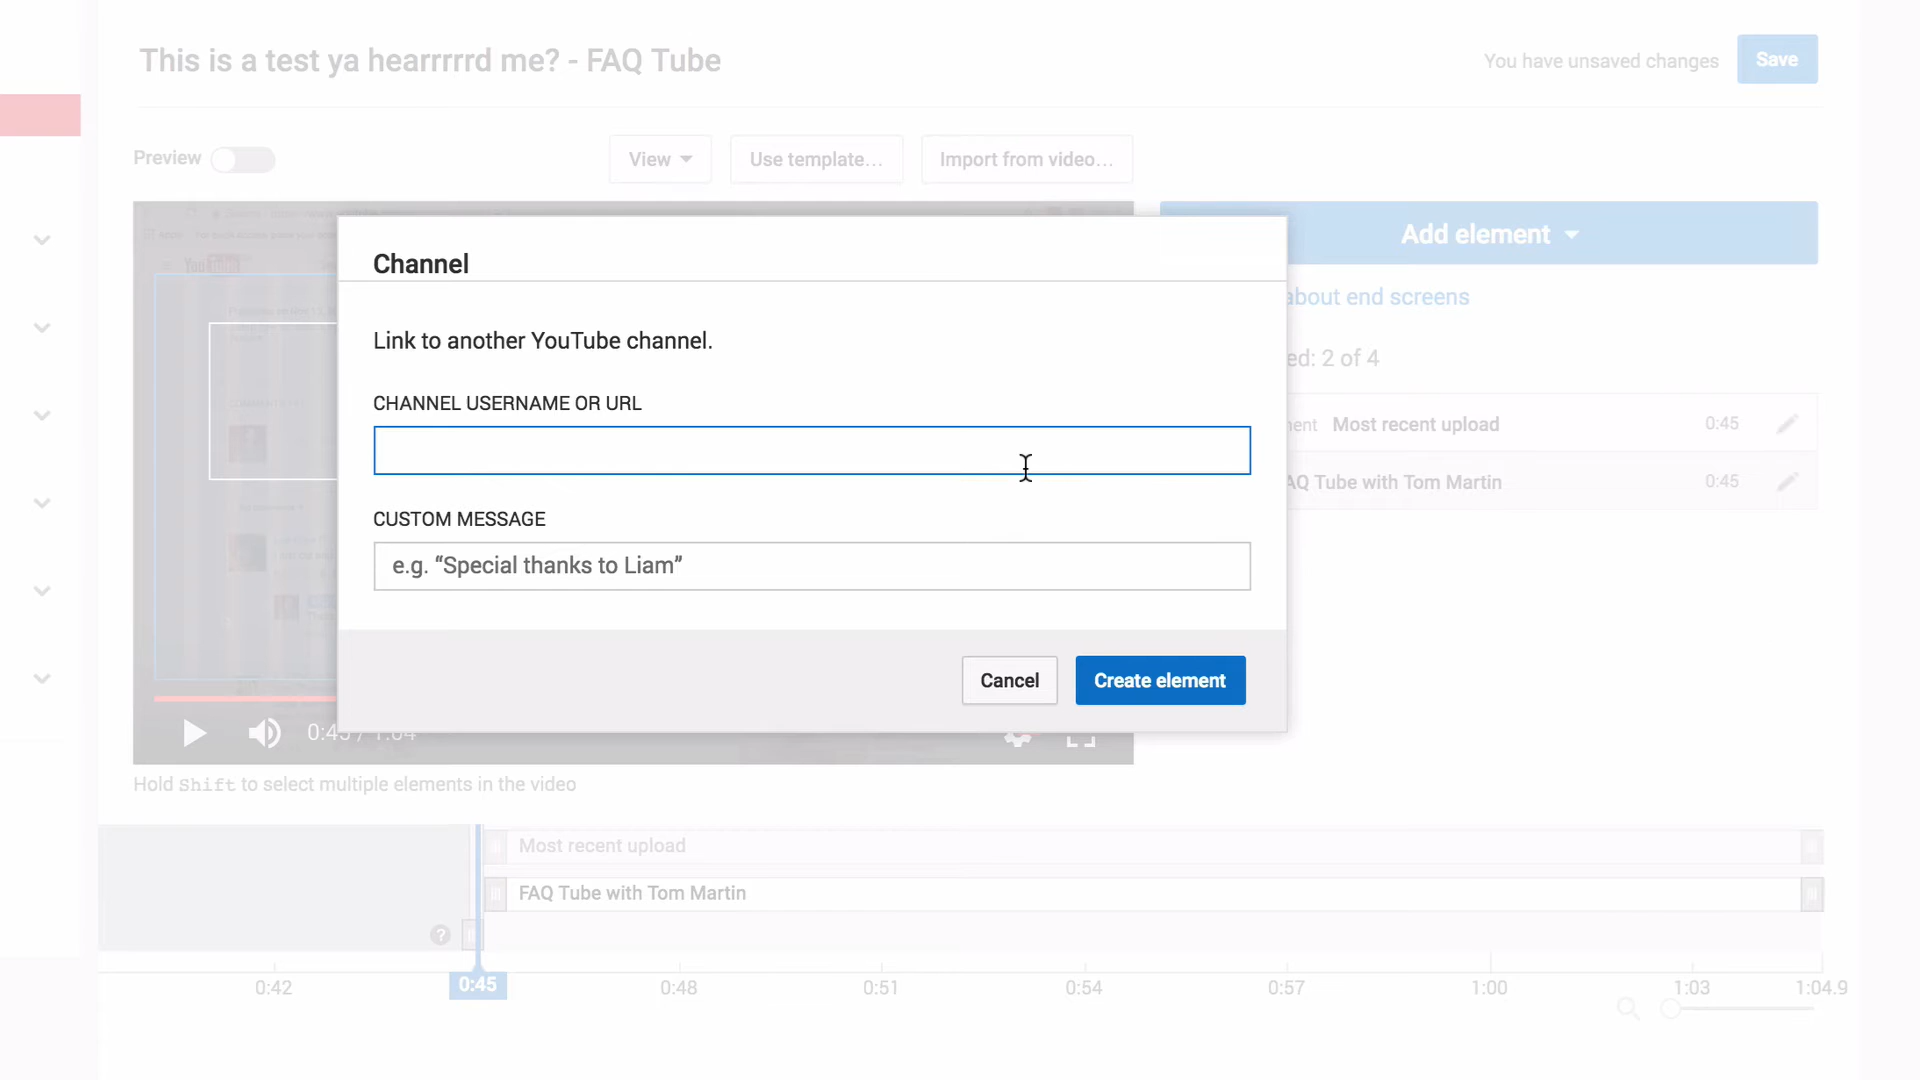 This is a test ya hearrrrrd me? - FAQ Tube
You have unsaved changes
Save
Preview
View
Use template...
Import from video...
Add element
Channel
about end screens
Link to another YouTube channel.
ed: 2 of 4
CHANNEL USERNAME OR URL
Most recent upload
0:45
AQ Tube with Tom Martin
0:45
CUSTOM MESSAGE
e.g. “Special thanks to Liam”
Cancel
Create element
Hold Shift to select multiple elements in the video
Most recent upload
FAQ Tube with Tom Martin
?
0:42
0:45
0:48
0:51
0:54
0:57
1:00
1:03
1:04.9